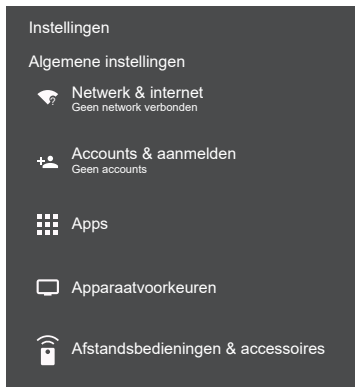 Instellingen
Algemene instellingen
Netwerk & internet
Geen network verbonden
Accounts & aanmelden
Geen accounts
Apps
Apparaatvoorkeuren
Afstandsbedieningen & accessoires